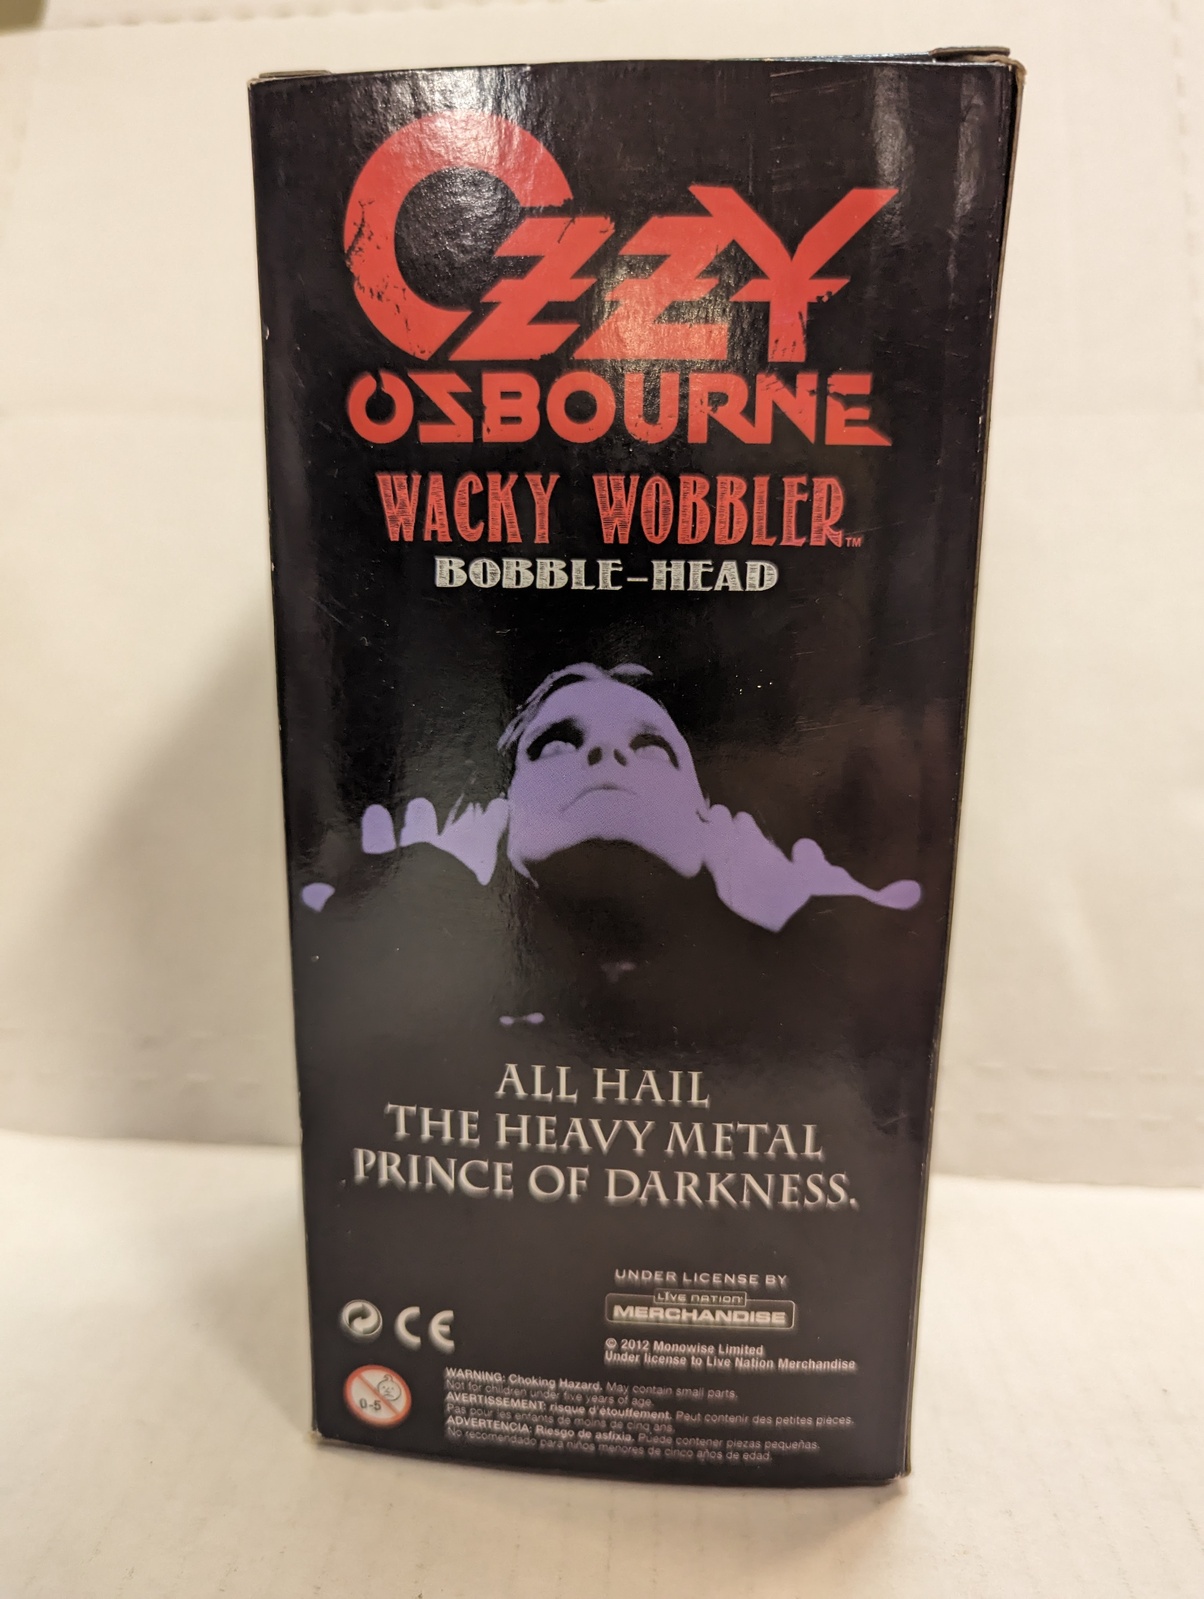 Ozzy
OSBOURNE
WACKY WOBBLER™
BOBBLE-HEAD
ALL HAIL
THE HEAVY METAL
PRINCE OF DARKNESS.
UNDER LICENSE BY
LIVE NATION
MERCHANDISE
© 2012 Monowise Limited
Under license to Live Nation Merchandise
CE
0-5
WARNING: Choking Hazard. May contain small parts.
Not for children under five years of age.
AVERTISSEMENT: risque d'étouffement. Peut contenir des petites pièces.
Pas pour les enfants de moins de cinq ans.
ADVERTENCIA: Riesgo de asfixia. Puede contener piezas pequeñas.
No recomendado para niños menores de cinco años de edad.